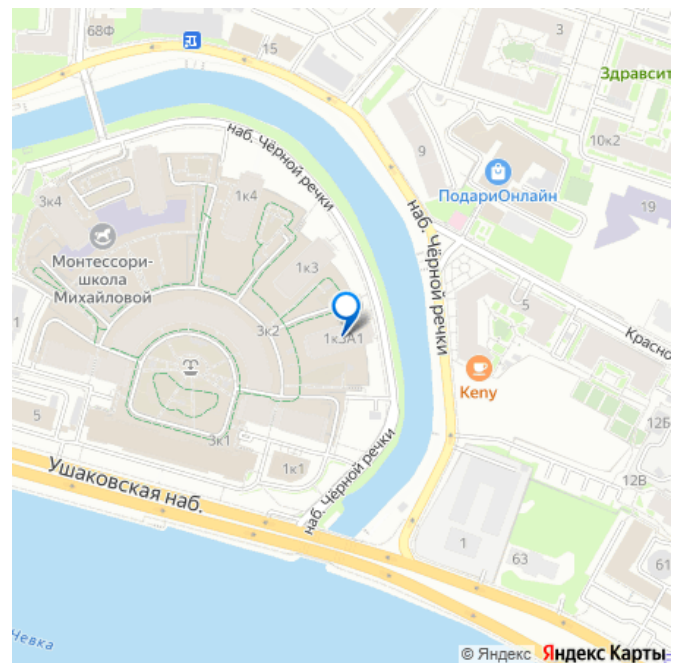 68Ф
15
3
Здравсит
10к2
наб. Чёрной речки
9
ПодариОнлайн
19
1к4
3к4
Монтессори-
школа
Михайловой
1к3
наб. Чёрной речки
3к2
1к3А1
5
Красно
Keny
1
5
3к1
1к1
наб. Чёрной речки
12Б
12В
Ушаковская наб.
1
63
61
Чевка
© Яндекс Яндекс Карты